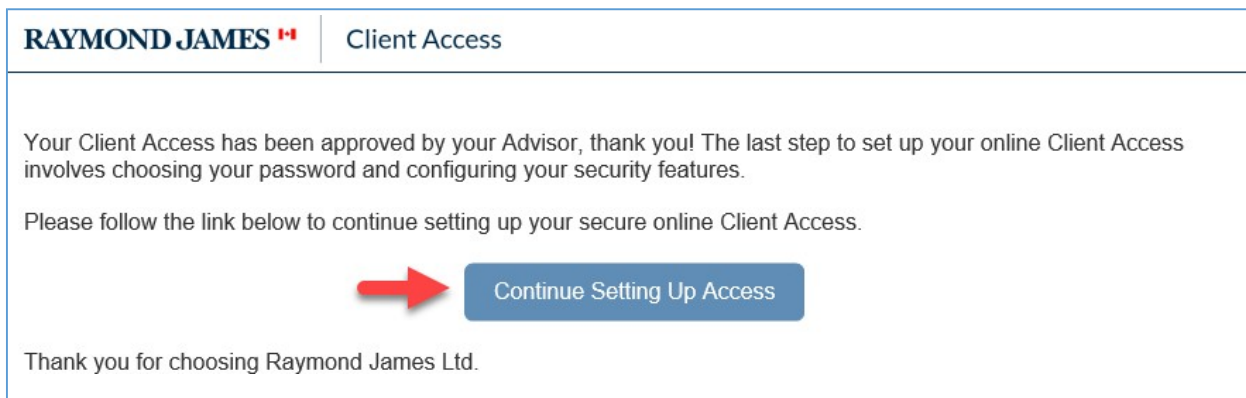 RAYMOND JAMES
Client Access
Your Client Access has been approved by your Advisor, thank you! The last step to set up your online Client Access
involves choosing your password and configuring your security features.
Please follow the link below to continue setting up your secure online Client Access.
Continue Setting Up Access
Thank you for choosing Raymond James Ltd.